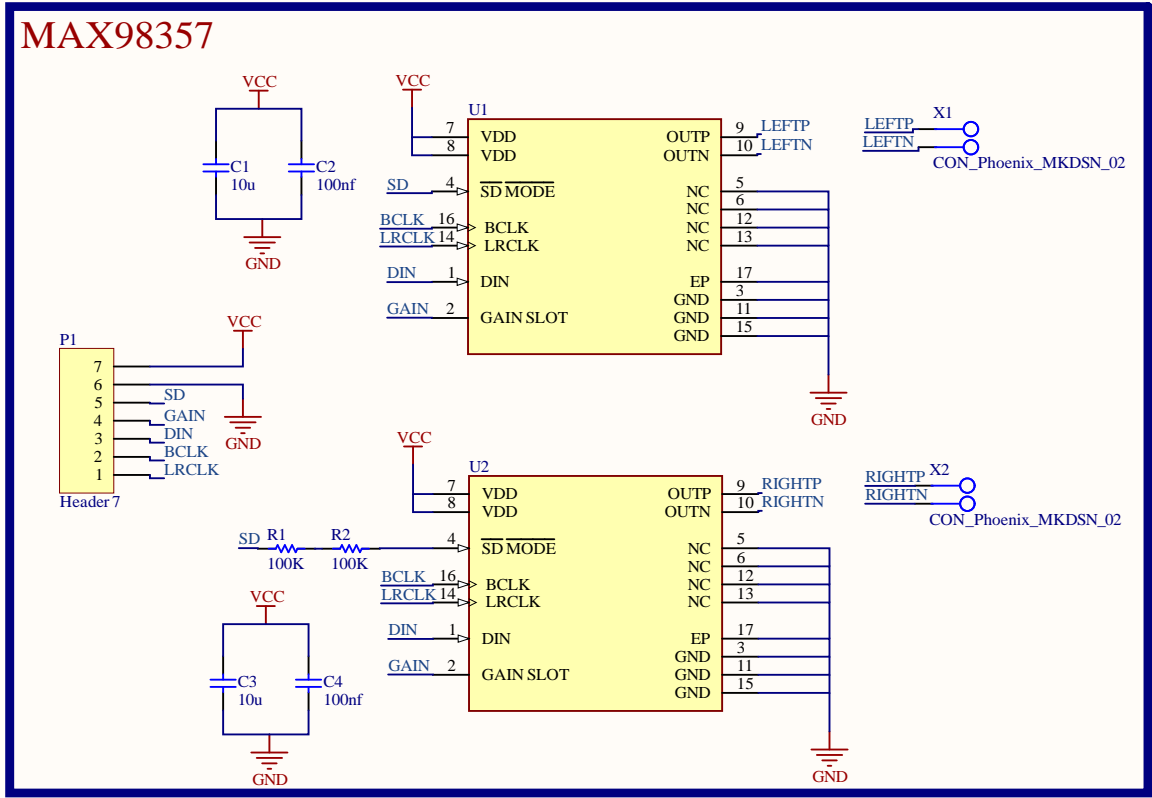 MAX98357
VCC
C1
10u
C2
100nf
GND
VCC
U1
7 VDD
8 VDD
SD 4 SD MODE
BCLK 16 BCLK
LRCLK 14 LRCLK
DIN 1 DIN
GAIN 2 GAIN SLOT
OUTP 9 LEFTP
OUTN 10 LEFTN
NC 5
NC 6
NC 12
NC 13
EP 17
GND 3
GND 11
GND 15
GND
X1
LEFTP
LEFTN
CON_Phoenix_MKDSN_02
P1
VCC
7
6
5 SD
4 GAIN
3 DIN
2 BCLK
1 LRCLK
GND
Header 7
VCC
U2
7 VDD
8 VDD
SD R1 R2 4 SD MODE
100K 100K
BCLK 16 BCLK
LRCLK 14 LRCLK
DIN 1 DIN
GAIN 2 GAIN SLOT
OUTP 9 RIGHTP
OUTN 10 RIGHTN
NC 5
NC 6
NC 12
NC 13
EP 17
GND 3
GND 11
GND 15
GND
X2
RIGHTP
RIGHTN
CON_Phoenix_MKDSN_02
VCC
C3
10u
C4
100nf
GND